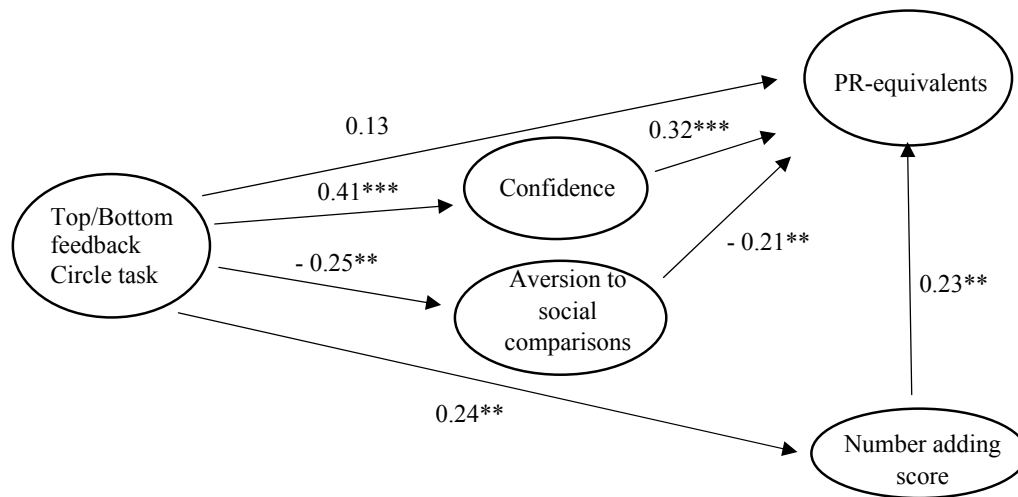 PR-equivalents
0.13
0.32***
0.41***
Confidence
Top/Bottom
feedback
Circle task
- 0.25**
- 0.21**
Aversion to
social
comparisons
0.23**
0.24**
Number adding
score